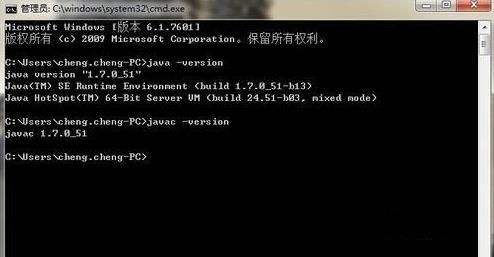 管理员: C:\windows\system32\cmd.exe
Microsoft Windows [版本 6.1.7601]
版权所有 (c) 2009 Microsoft Corporation。保留所有权利。
C:\Users\cheng.cheng-PC>java -version
java version "1.7.0_51"
Java(TM) SE Runtime Environment (build 1.7.0_51-b13)
Java HotSpot(TM) 64-Bit Server VM (build 24.51-b03, mixed mode)
C:\Users\cheng.cheng-PC>javac -version
javac 1.7.0_51
C:\Users\cheng.cheng-PC>